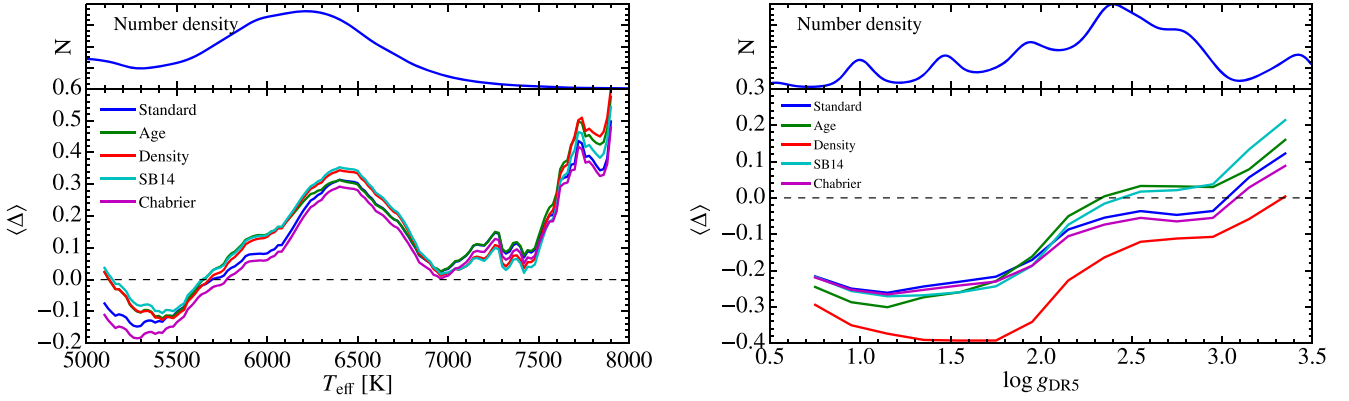 Number density
N
0.6
0.5
0.4
0.3
0.2
0.1
0.0
−0.1
−0.2
⟨Δ⟩
Standard
Age
Density
SB14
Chabrier
5000 5500 6000 6500 7000 7500 8000
T_eff [K]
Number density
N
0.3
0.2
0.1
0.0
−0.1
−0.2
−0.3
−0.4
⟨Δ⟩
Standard
Age
Density
SB14
Chabrier
0.5 1.0 1.5 2.0 2.5 3.0 3.5
log g_DR5